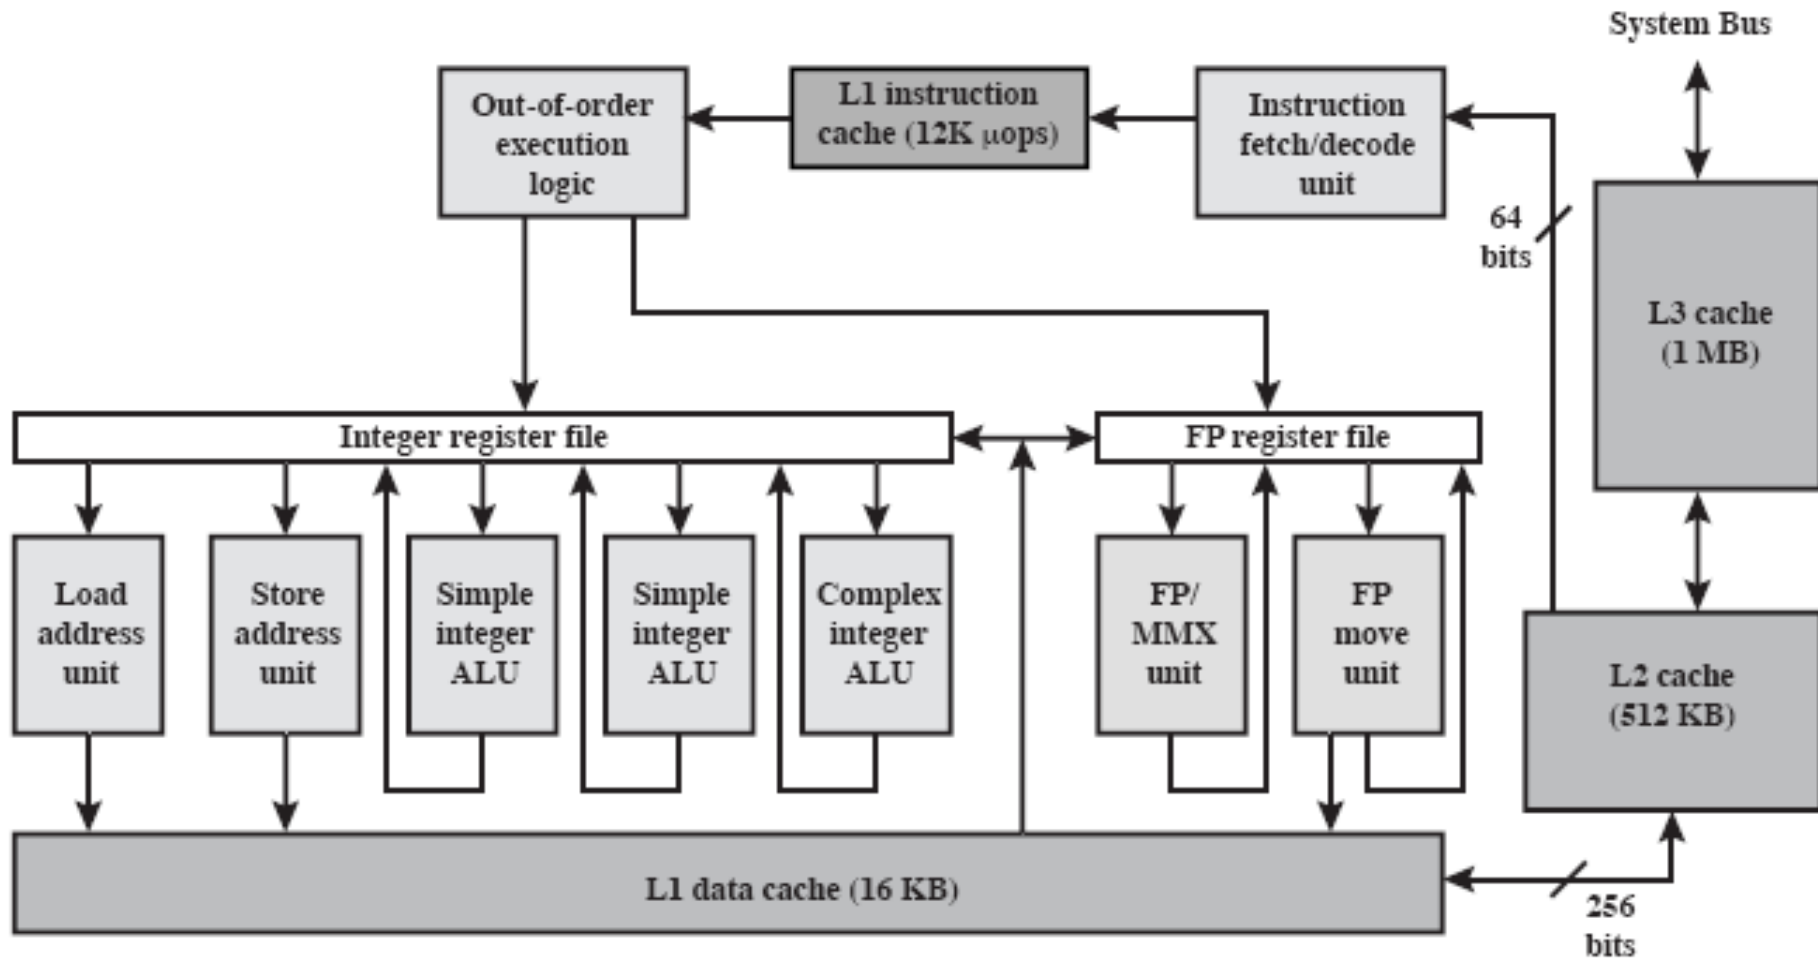 System Bus
Out-of-order
execution
logic
L1 instruction
cache (12K μops)
Instruction
fetch/decode
unit
64
bits
L3 cache
(1 MB)
Integer register file
FP register file
Load
address
unit
Store
address
unit
Simple
integer
ALU
Simple
integer
ALU
Complex
integer
ALU
FP/
MMX
unit
FP
move
unit
L2 cache
(512 KB)
L1 data cache (16 KB)
256
bits